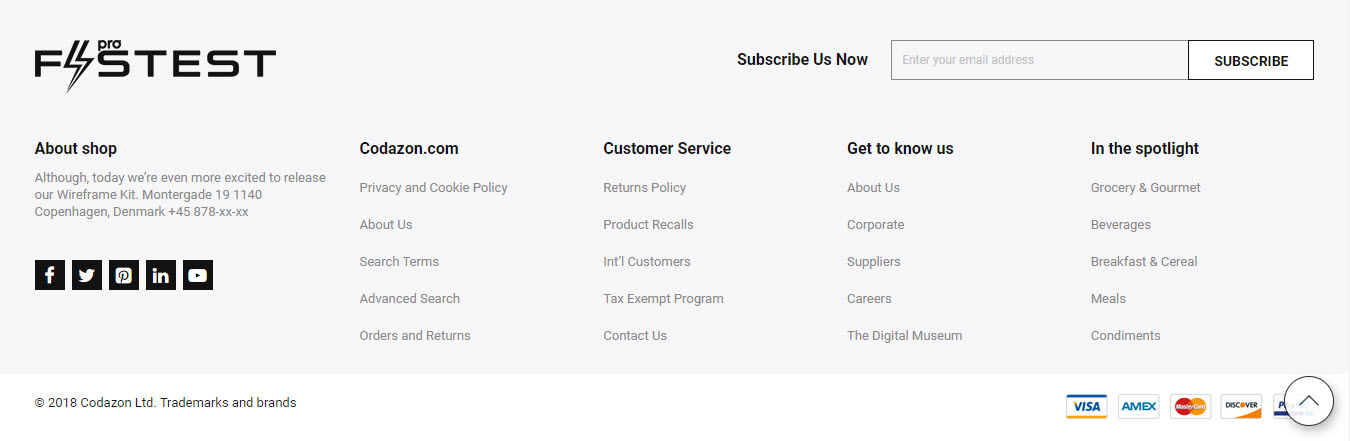 pro
FASTEST
Subscribe Us Now
Enter your email address
SUBSCRIBE
About shop
Although, today we’re even more excited to release
our Wireframe Kit. Montergade 19 1140
Copenhagen, Denmark +45 878-xx-xx
Codazon.com
Privacy and Cookie Policy
About Us
Search Terms
Advanced Search
Orders and Returns
Customer Service
Returns Policy
Product Recalls
Int’l Customers
Tax Exempt Program
Contact Us
Get to know us
About Us
Corporate
Suppliers
Careers
The Digital Museum
In the spotlight
Grocery & Gourmet
Beverages
Breakfast & Cereal
Meals
Condiments
© 2018 Codazon Ltd. Trademarks and brands
VISA
AMEX
MasterCard
DISCOVER